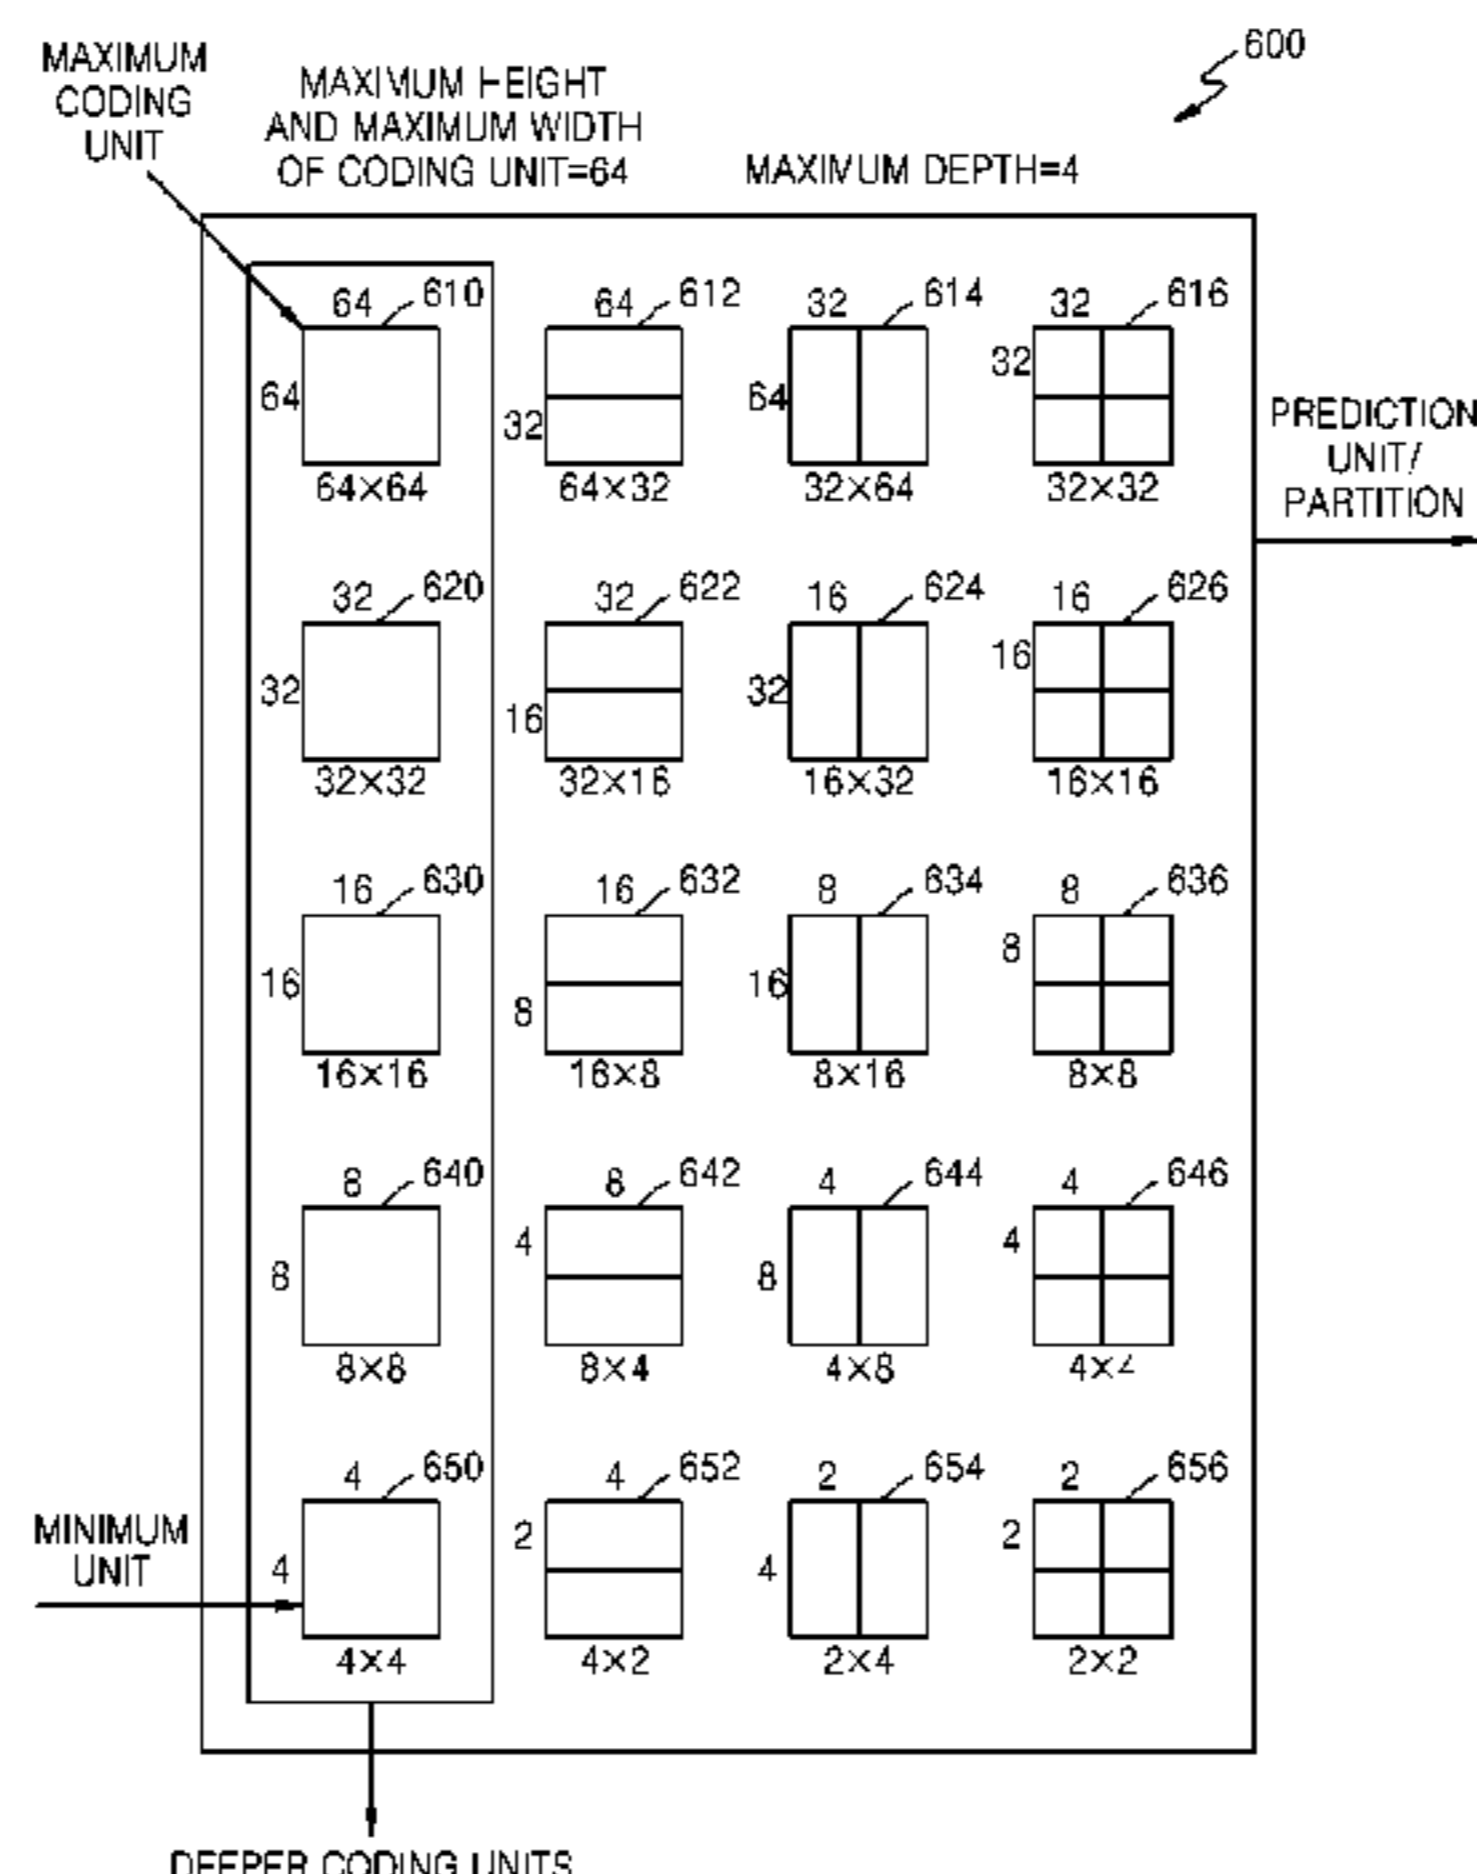 600
MAXIMUM
CODING
UNIT
MAXIMUM HEIGHT
AND MAXIMUM WIDTH
OF CODING UNIT=64
MAXIMUM DEPTH=4
64 610 64 612 32 614 32 616
64 32 64 32
64×64 64×32 32×64 32×32
PREDICTION
UNIT/
PARTITION
32 620 32 622 16 624 16 626
32 16 32 16
32×32 32×16 16×32 16×16
16 630 16 632 8 634 8 636
16 8 16 8
16×16 16×8 8×16 8×8
8 640 8 642 4 644 4 646
8 4 8 4
8×8 8×4 4×8 4×4
4 650 4 652 2 654 2 656
MINIMUM
UNIT
4 2 4 2
4×4 4×2 2×4 2×2
DEEPER CODING UNITS